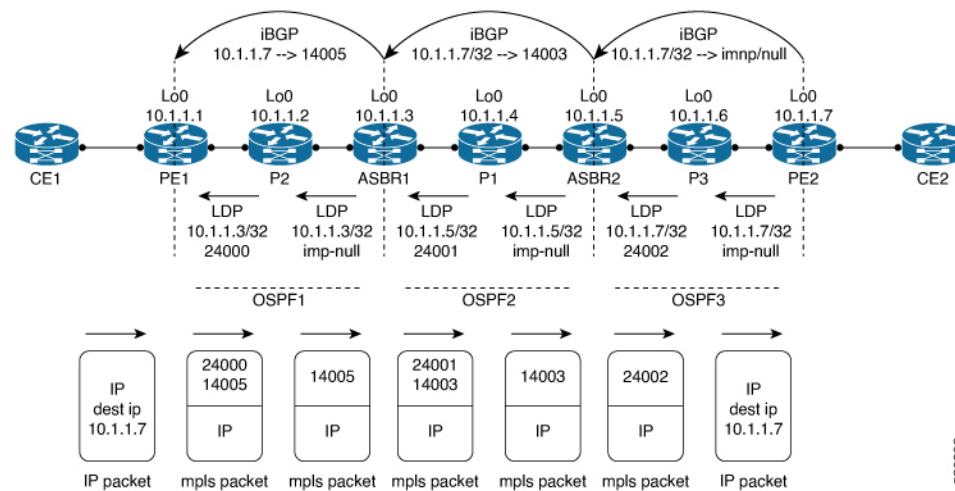 iBGP
10.1.1.7 --> 14005
iBGP
10.1.1.7/32 --> 14003
iBGP
10.1.1.7/32 --> imnp/null
Lo0
10.1.1.1
Lo0
10.1.1.2
Lo0
10.1.1.3
Lo0
10.1.1.4
Lo0
10.1.1.5
Lo0
10.1.1.6
Lo0
10.1.1.7
CE1
PE1
P2
ASBR1
P1
ASBR2
P3
PE2
CE2
LDP
10.1.1.3/32
24000
LDP
10.1.1.3/32
imp-null
LDP
10.1.1.5/32
24001
LDP
10.1.1.5/32
imp-null
LDP
10.1.1.7/32
24002
LDP
10.1.1.7/32
imp-null
OSPF1
OSPF2
OSPF3
IP
dest ip
10.1.1.7
IP packet
24000
14005
IP
mpls packet
14005
IP
mpls packet
24001
14003
IP
mpls packet
14003
IP
mpls packet
24002
IP
mpls packet
IP
dest ip
10.1.1.7
IP packet